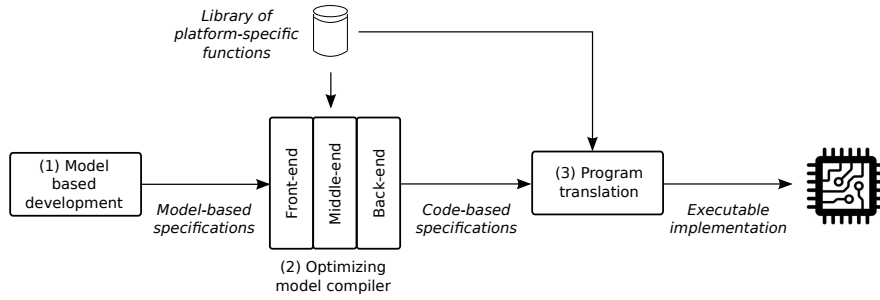 Library of
platform-specific
functions
(1) Model
based
development
Model-based
specifications
Front-end
Middle-end
Back-end
(2) Optimizing
model compiler
Code-based
specifications
(3) Program
translation
Executable
implementation